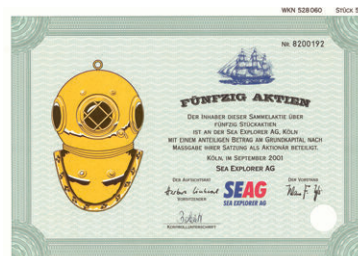 WKN 528060 STÜCK 5
Nr. 8200192
FÜNFZIG AKTIEN
DER INHABER DIESER SAMMELAKTIE ÜBER
FÜNFZIG STÜCKAKTIEN
IST AN DER SEA EXPLORER AG, KÖLN
MIT EINEM ANTEILIGEN BETRAG AM GRUNDKAPITAL NACH
MASSGABE IHRER SATZUNG ALS AKTIONÄR BETEILIGT.
KÖLN, IM SEPTEMBER 2001
SEA EXPLORER AG
DER AUFSICHTSRAT DER VORSTAND
VORSITZENDER
SEAG
SEA EXPLORER AG
KONTROLLUNTERSCHRIFT